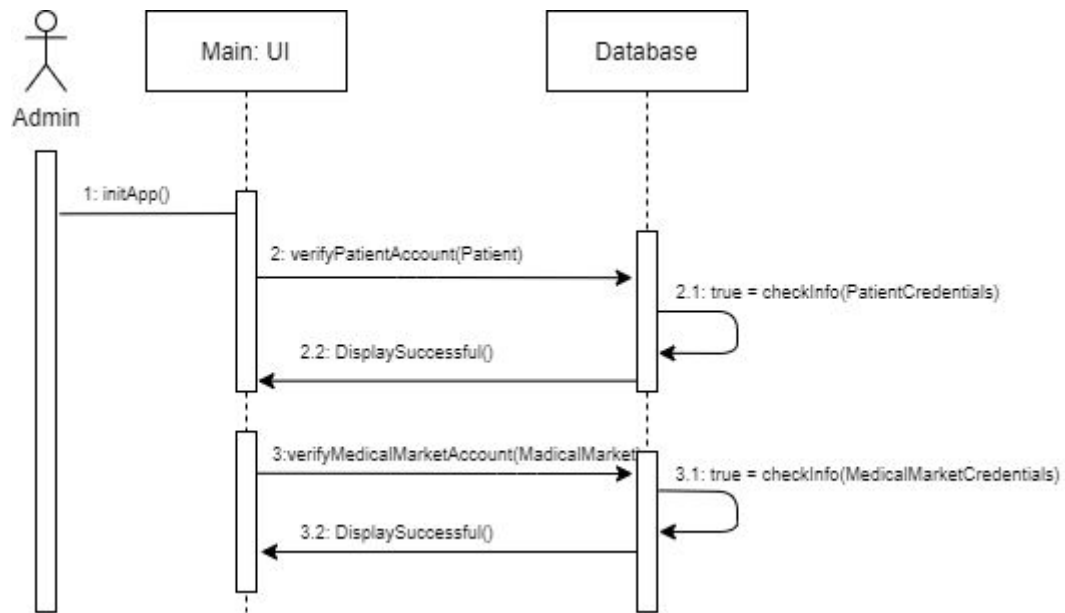 Main: UI
Database
Admin
1: initApp()
2: verifyPatientAccount(Patient)
2.1: true = checkInfo(PatientCredentials)
2.2: DisplaySuccessful()
3:verifyMedicalMarketAccount(MadicalMarket)
3.1: true = checkInfo(MedicalMarketCredentials)
3.2: DisplaySuccessful()